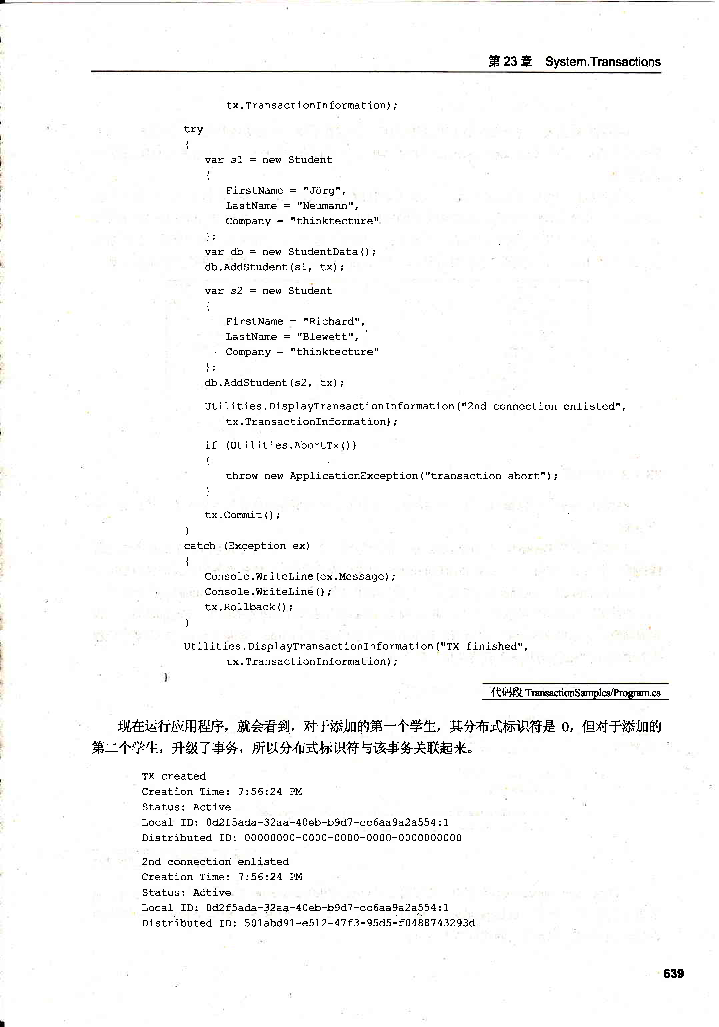 第 23 章 System.Transactions
tx.TransactionInformation);
try
{
var s1 = new Student
{
FirstName = "Jörg",
LastName = "Neumann",
Company = "thinktecture"
};
var db = new StudentData();
db.AddStudent(s1, tx);
var s2 = new Student
{
FirstName = "Richard",
LastName = "Blewett",
Company = "thinktecture"
};
db.AddStudent(s2, tx);
Utilities.DisplayTransactionInformation("2nd connection enlisted",
tx.TransactionInformation);
if (Utilities.AbortTx())
{
throw new ApplicationException("transaction abort");
}
tx.Commit();
}
catch (Exception ex)
{
Console.WriteLine(ex.Message);
Console.WriteLine();
tx.Rollback();
}
Utilities.DisplayTransactionInformation("TX finished",
tx.TransactionInformation);
}
代码段 TransactionSamples/Program.cs
现在运行应用程序，就会看到，对于添加的第一个学生，其分布式标识符是 0，但对于添加的
第二个学生，升级了事务，所以分布式标识符与该事务关联起来。
TX created
Creation Time: 7:56:24 PM
Status: Active
Local ID: 0d2f5ada-32aa-40eb-b9d7-cc6aa9a2a554:1
Distributed ID: 00000000-0000-0000-0000-0000000000
2nd connection enlisted
Creation Time: 7:56:24 PM
Status: Active
Local ID: 0d2f5ada-32aa-40eb-b9d7-cc6aa9a2a554:1
Distributed ID: 501abd91-e512-47f3-95d5-f0488743293d
639